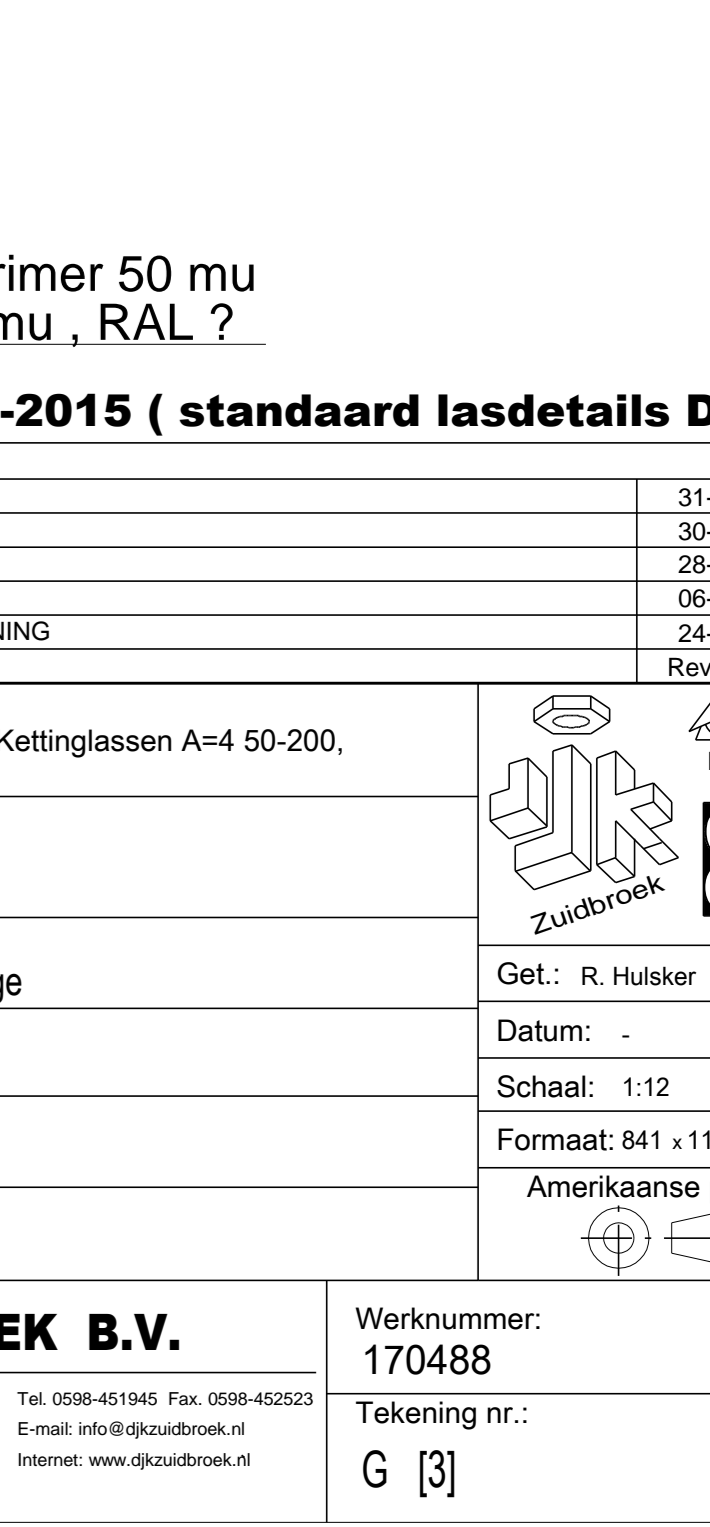 rimer 50 mu
mu , RAL ?
-2015 ( standaard lasdetails D
31-
30-
28-
06-
NING 24-
Rev
Kettinglassen A=4 50-200,
Zuidbroek
ge
Get.: R. Hulsker
Datum: -
Schaal: 1:12
Formaat: 841 x 11
Amerikaanse
EK B.V.
Tel. 0598-451945 Fax. 0598-452523
E-mail: info@djkzuidbroek.nl
Internet: www.djkzuidbroek.nl
Werknummer:
170488
Tekening nr.:
G [3]